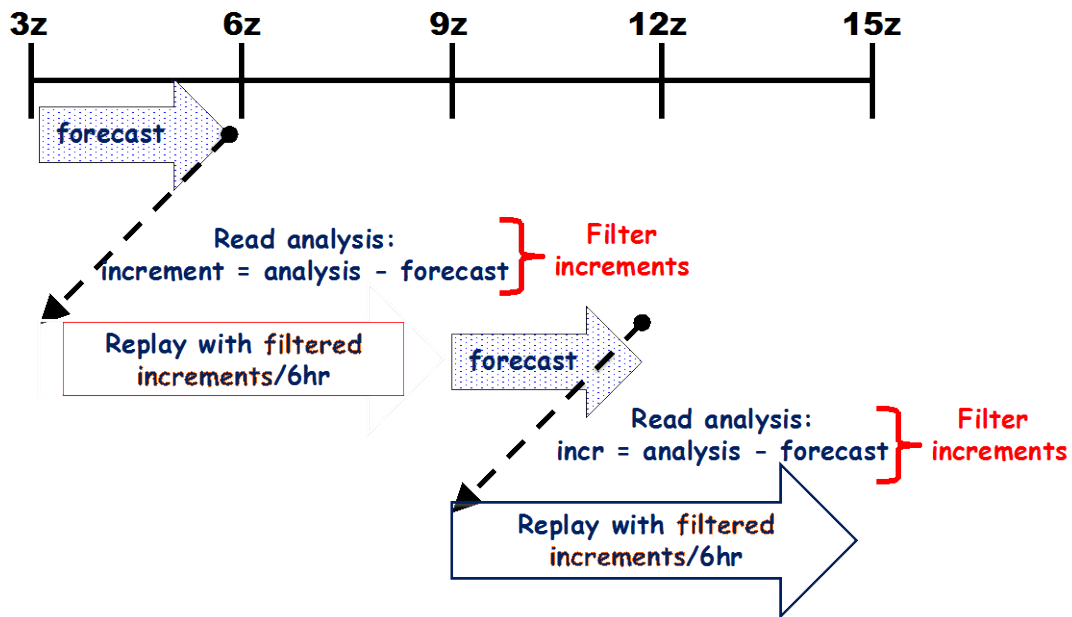 3z 6z 9z 12z 15z
forecast
Read analysis:
increment = analysis - forecast
Filter
increments
Replay with filtered
increments/6hr
forecast
Read analysis:
incr = analysis - forecast
Filter
increments
Replay with filtered
increments/6hr